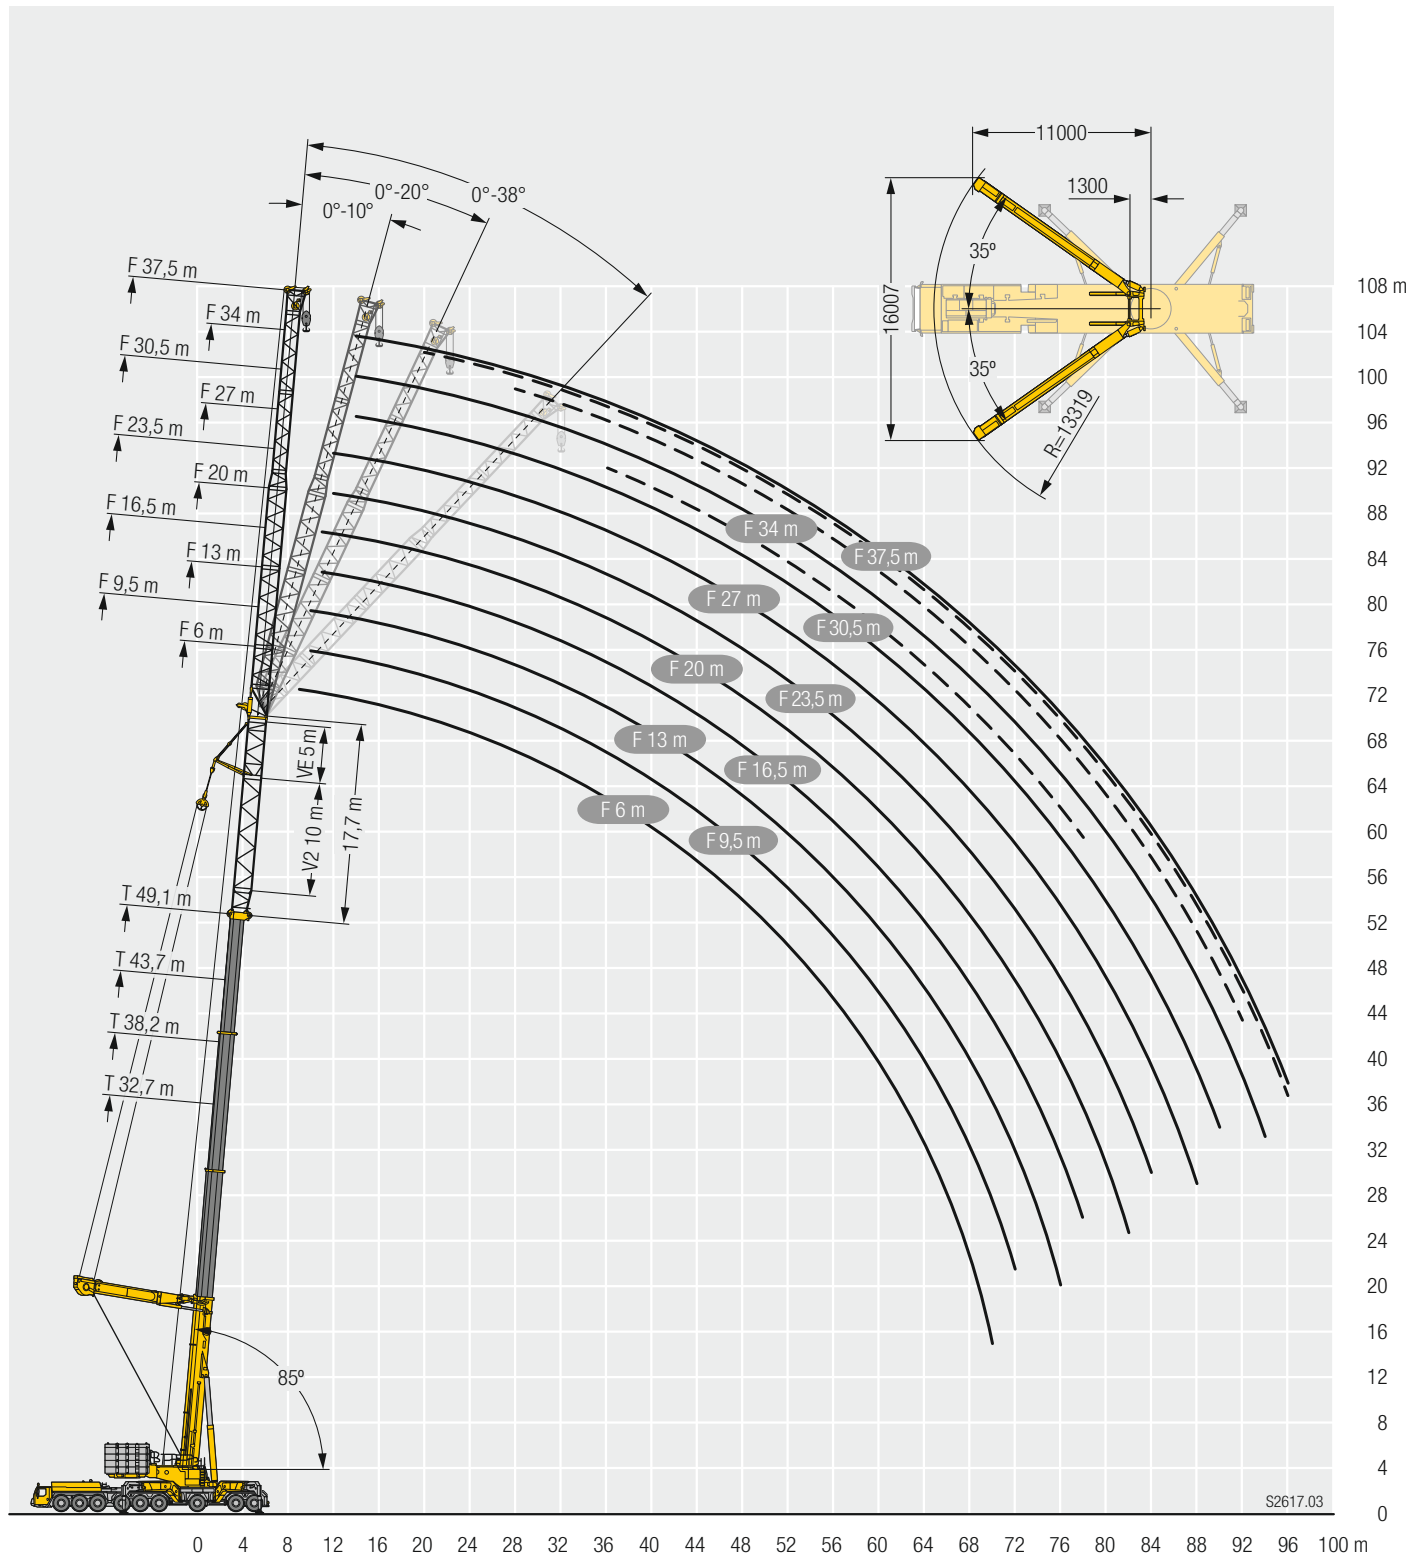 11000
1300
0°-20°
0°-38°
0°-10°
16007
35º
35º
R=13319
F 37,5 m
F 34 m
F 30,5 m
F 27 m
F 23,5 m
F 20 m
F 16,5 m
F 13 m
F 9,5 m
F 6 m
VE 5 m
V2 10 m
17,7 m
T 49,1 m
T 43,7 m
T 38,2 m
T 32,7 m
85º
F 34 m
F 37,5 m
F 27 m
F 30,5 m
F 20 m
F 23,5 m
F 13 m
F 16,5 m
F 6 m
F 9,5 m
108 m
104
100
96
92
88
84
80
76
72
68
64
60
56
52
48
44
40
36
32
28
24
20
16
12
8
4
0
S2617.03
0 4 8 12 16 20 24 28 32 36 40 44 48 52 56 60 64 68 72 76 80 84 88 92 96 100 m